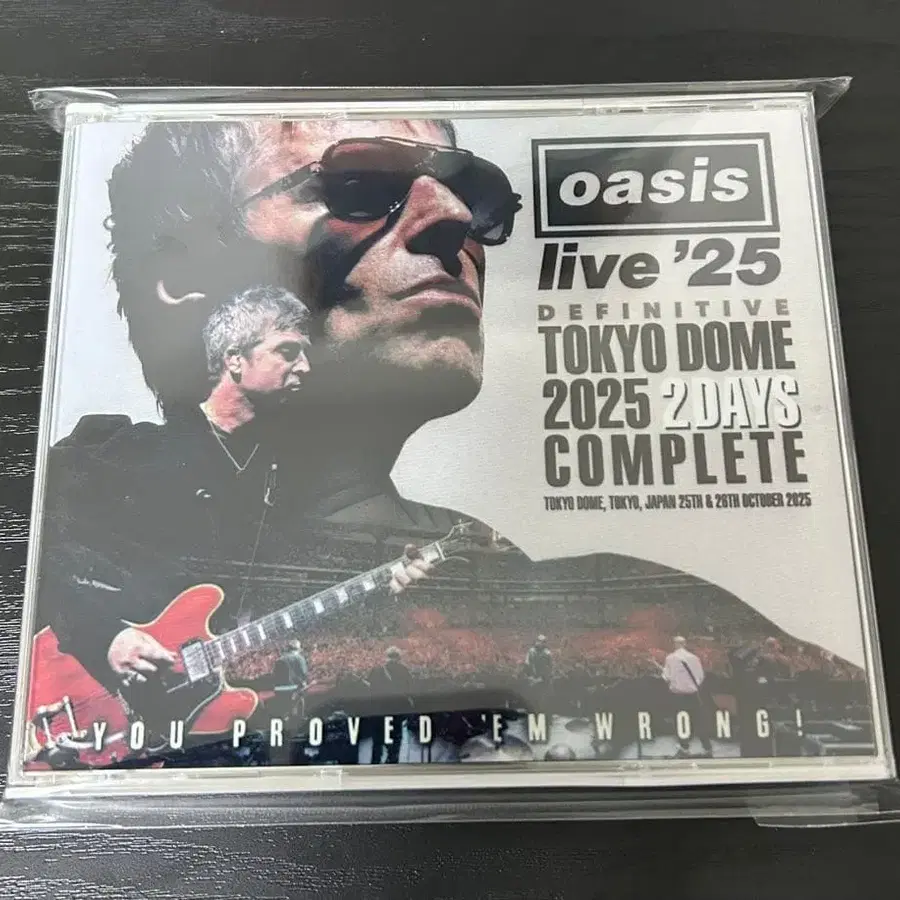 oasis
live '25
DEFINITIVE
TOKYO DOME
2025 2DAYS
COMPLETE
TOKYO DOME, TOKYO, JAPAN 25TH & 26TH OCTOBER 2025
YOU PROVED 'EM WRONG!